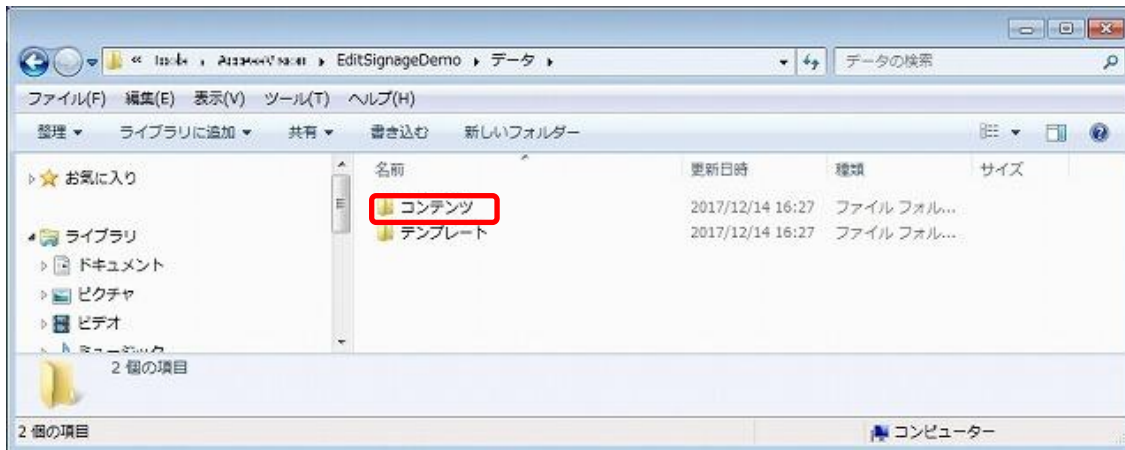 « Tools › › EditSignageDemo › データ ›
データの検索
ファイル(F) 編集(E) 表示(V) ツール(T) ヘルプ(H)
整理 ▼ ライブラリに追加 ▼ 共有 ▼ 書き込む 新しいフォルダー
名前 更新日時 種類 サイズ
お気に入り
コンテンツ 2017/12/14 16:27 ファイル フォル...
テンプレート 2017/12/14 16:27 ファイル フォル...
ライブラリ
ドキュメント
ピクチャ
ビデオ
ミュージック
2 個の項目
2 個の項目 コンピューター